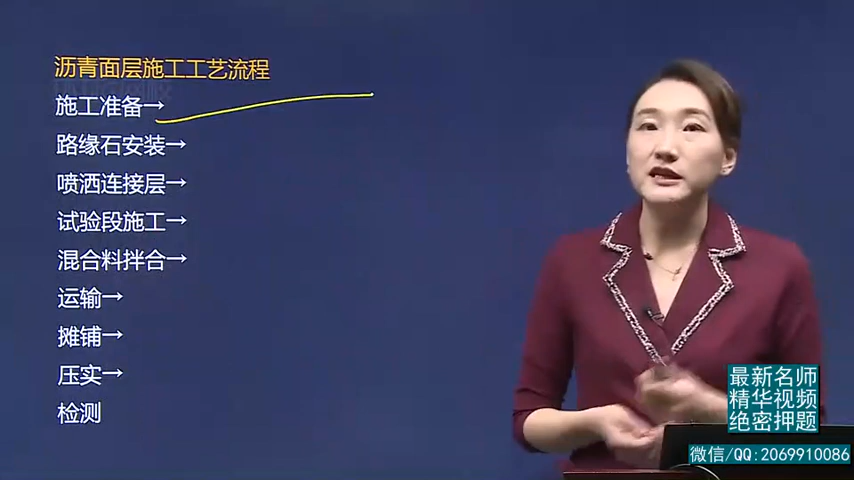 沥青面层施工工艺流程
施工准备→
路缘石安装→
喷洒连接层→
试验段施工→
混合料拌合→
运输→
摊铺→
压实→
检测
最新名师
精华视频
绝密押题
微信/QQ:2069910086